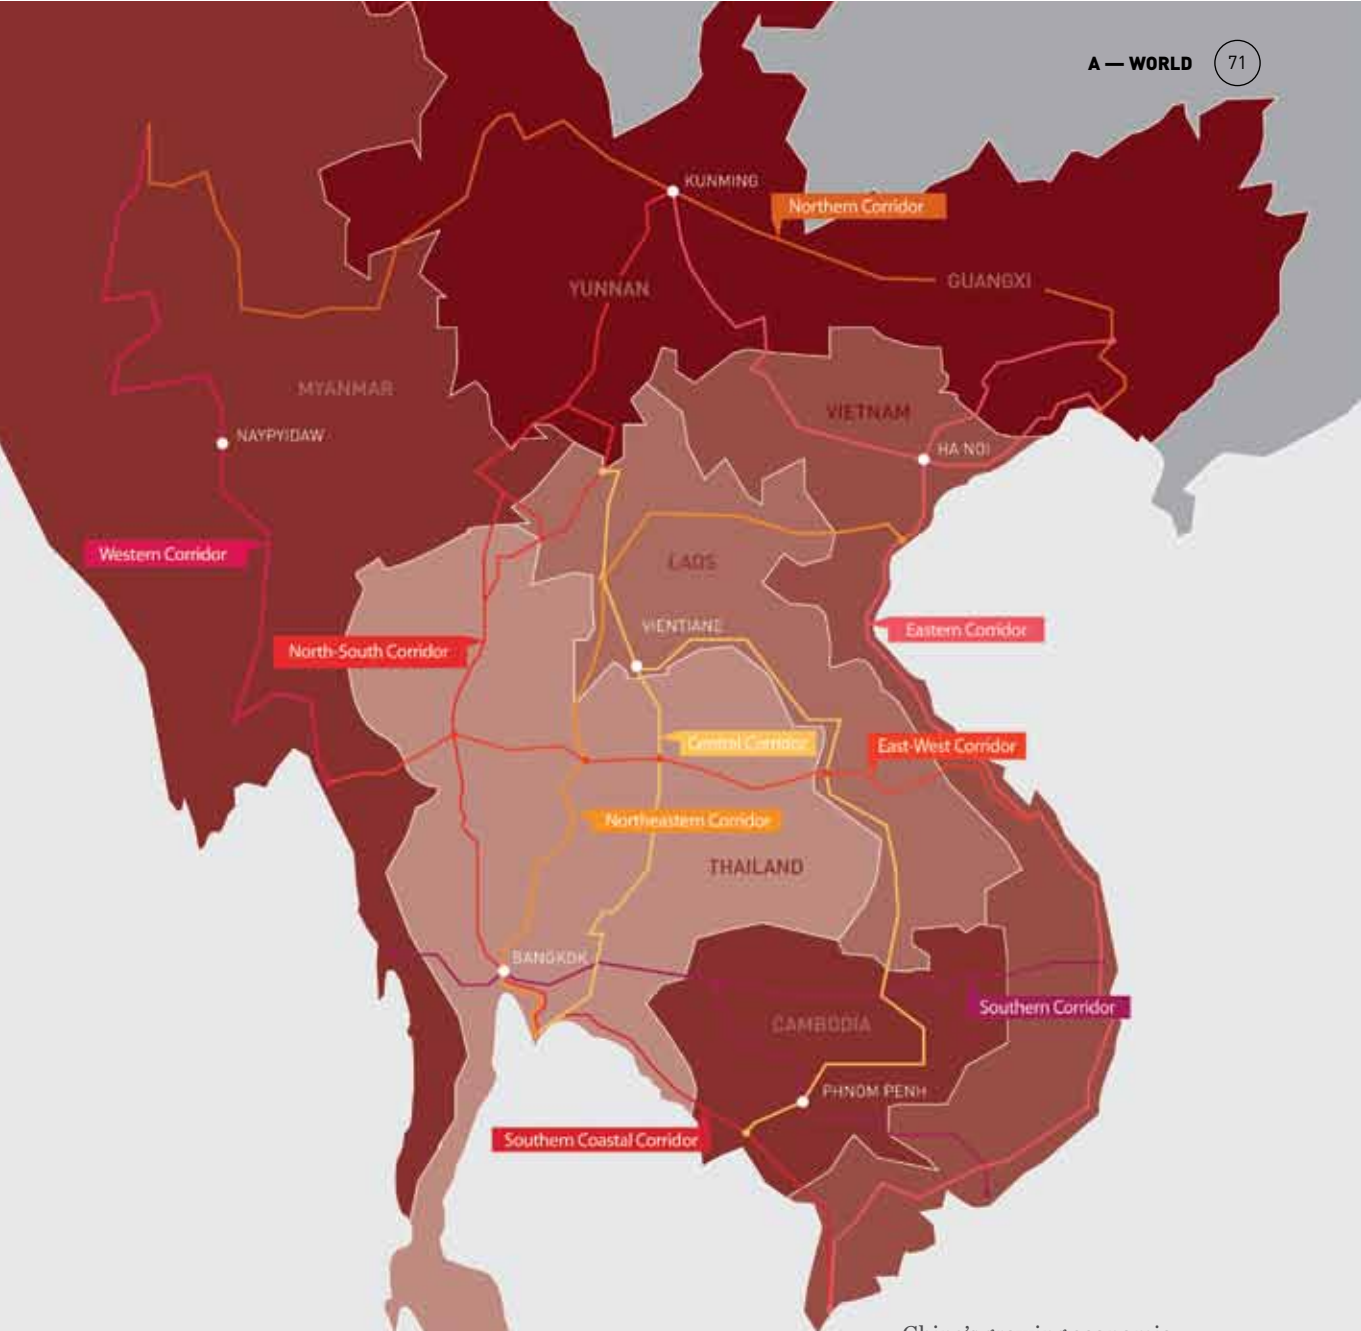 A — WORLD 71
KUNMING
Northern Corridor
YUNNAN
GUANGXI
MYANMAR
VIETNAM
NAYPYIDAW
HA NOI
Western Corridor
LAOS
VIENTIANE
Eastern Corridor
North-South Corridor
Central Corridor
East-West Corridor
Northeastern Corridor
THAILAND
BANGKOK
Southern Corridor
CAMBODIA
PHNOM PENH
Southern Coastal Corridor